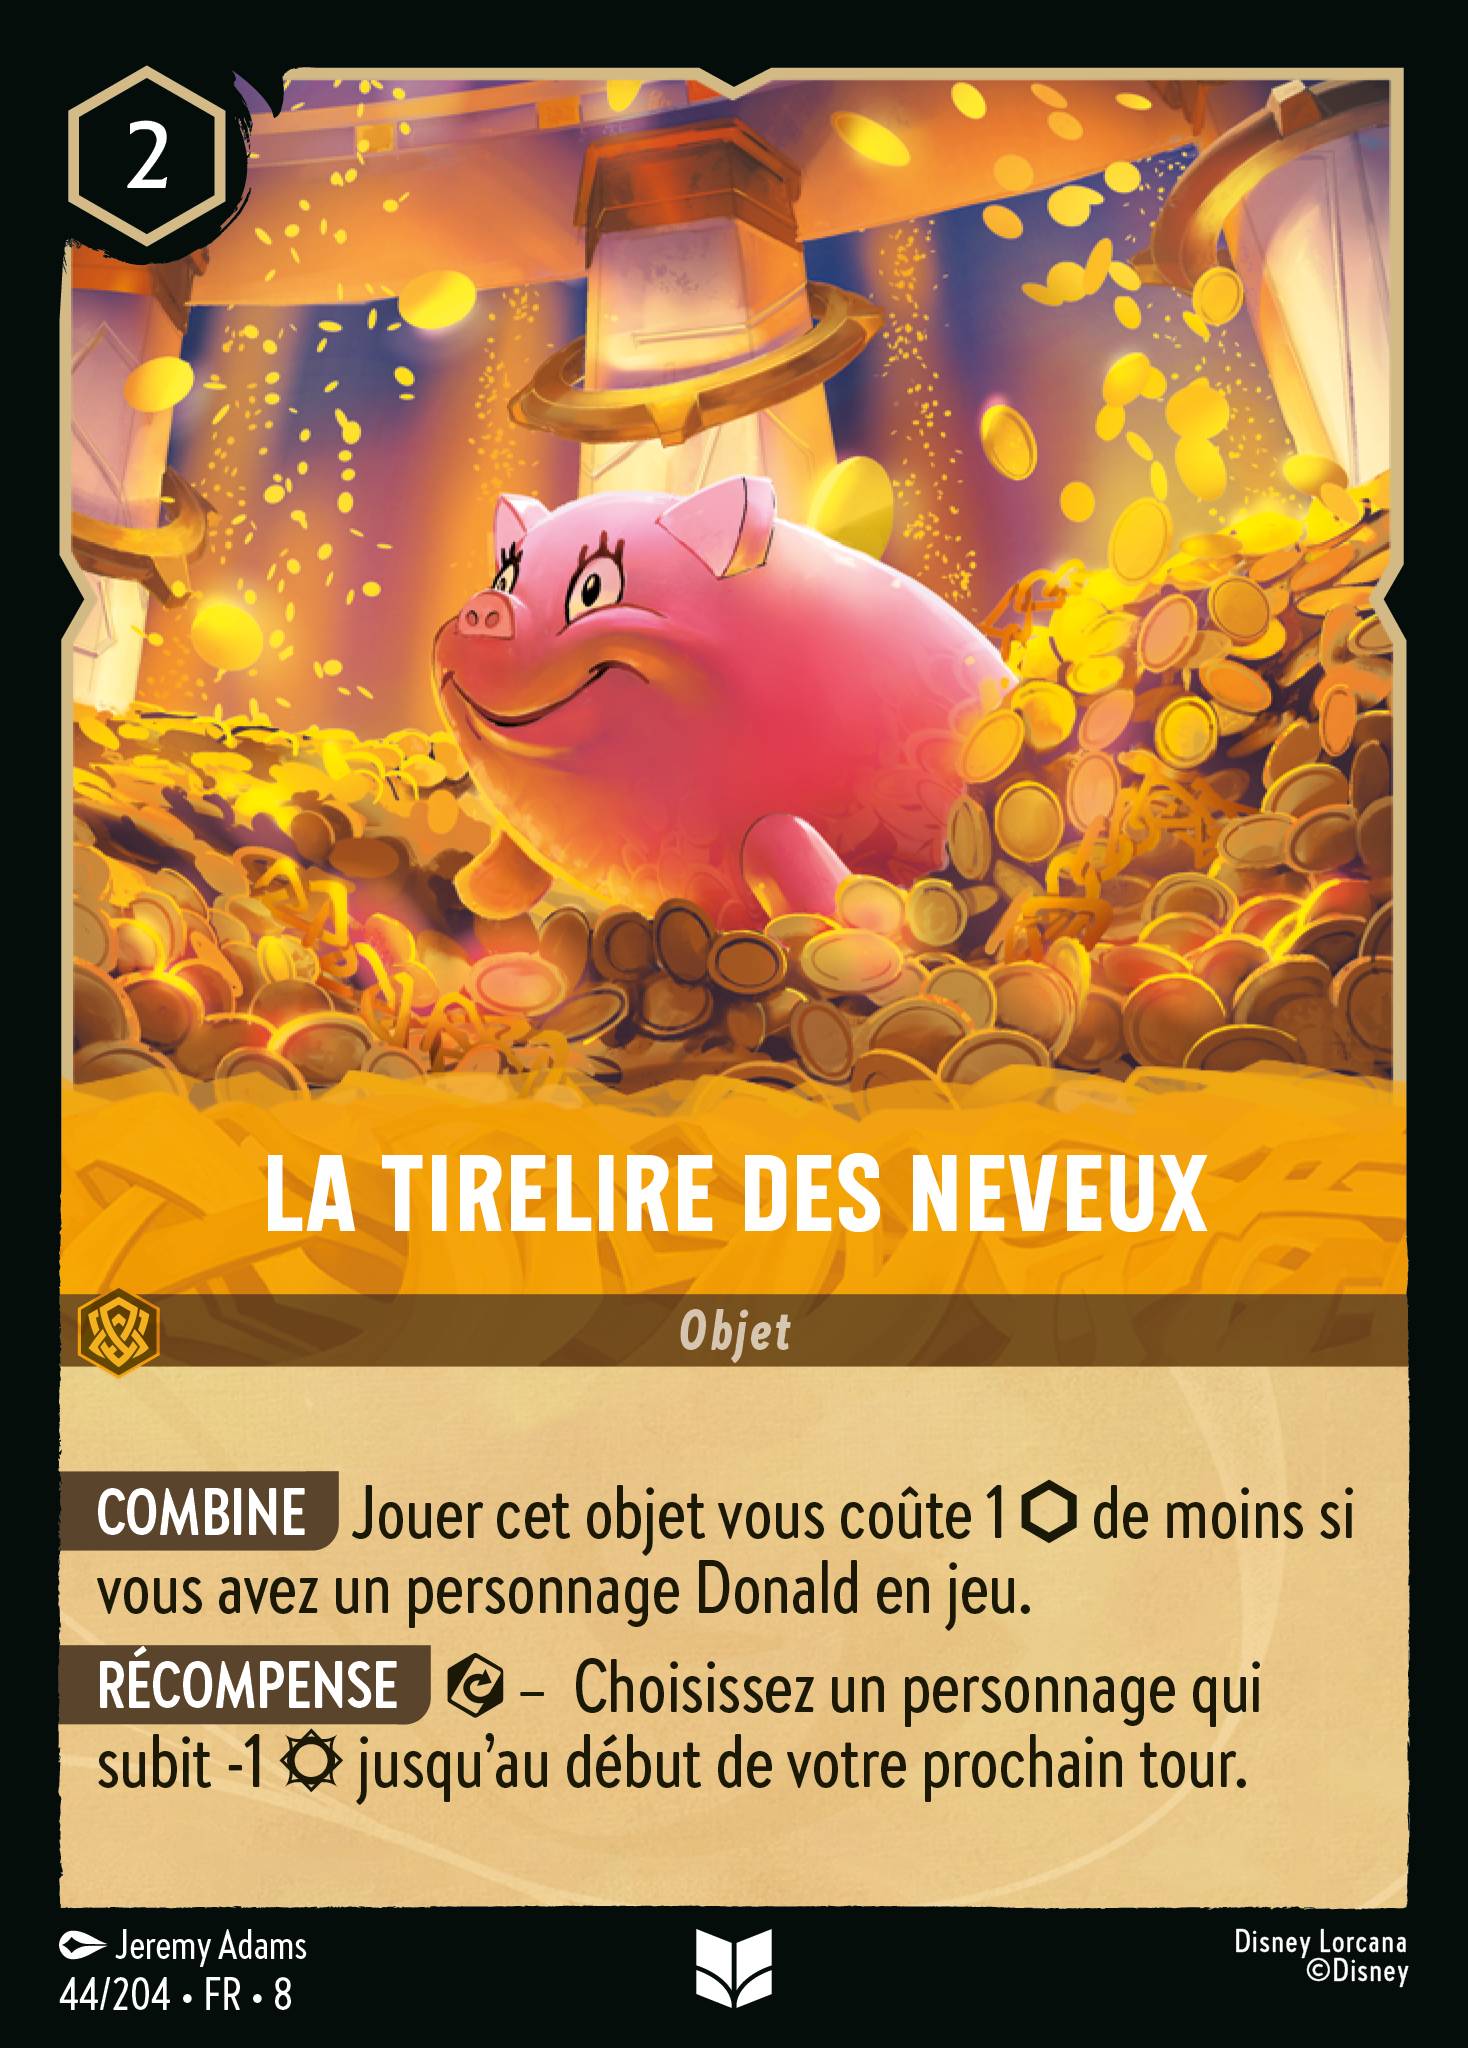 2
LA TIRELIRE DES NEVEUX
Objet
COMBINE Jouer cet objet vous coûte 1 ⬡ de moins si
vous avez un personnage Donald en jeu.
RÉCOMPENSE – Choisissez un personnage qui
subit -1 jusqu’au début de votre prochain tour.
Jeremy Adams
44/204 • FR • 8
Disney Lorcana
©Disney